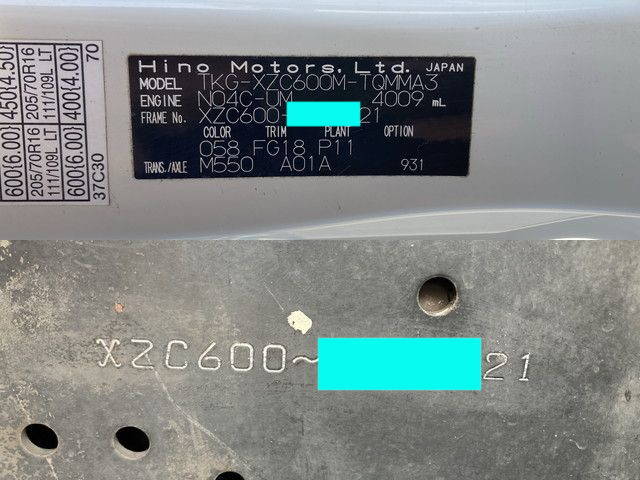 600(6.00) 450(4.50)
205/70R16 205/70R16
111/109L LT 111/109L LT
600(6.00) 400(4.00)
37C30 70
Hino Motors, Ltd. JAPAN
MODEL TKG-XZC600M-TQMMA3
ENGINE N04C-UM 4009 mL
FRAME No. XZC600- 21
COLOR TRIM PLANT OPTION
058 FG18 P11
TRANS./AXLE M550 A01A 931
XZC600~ 21